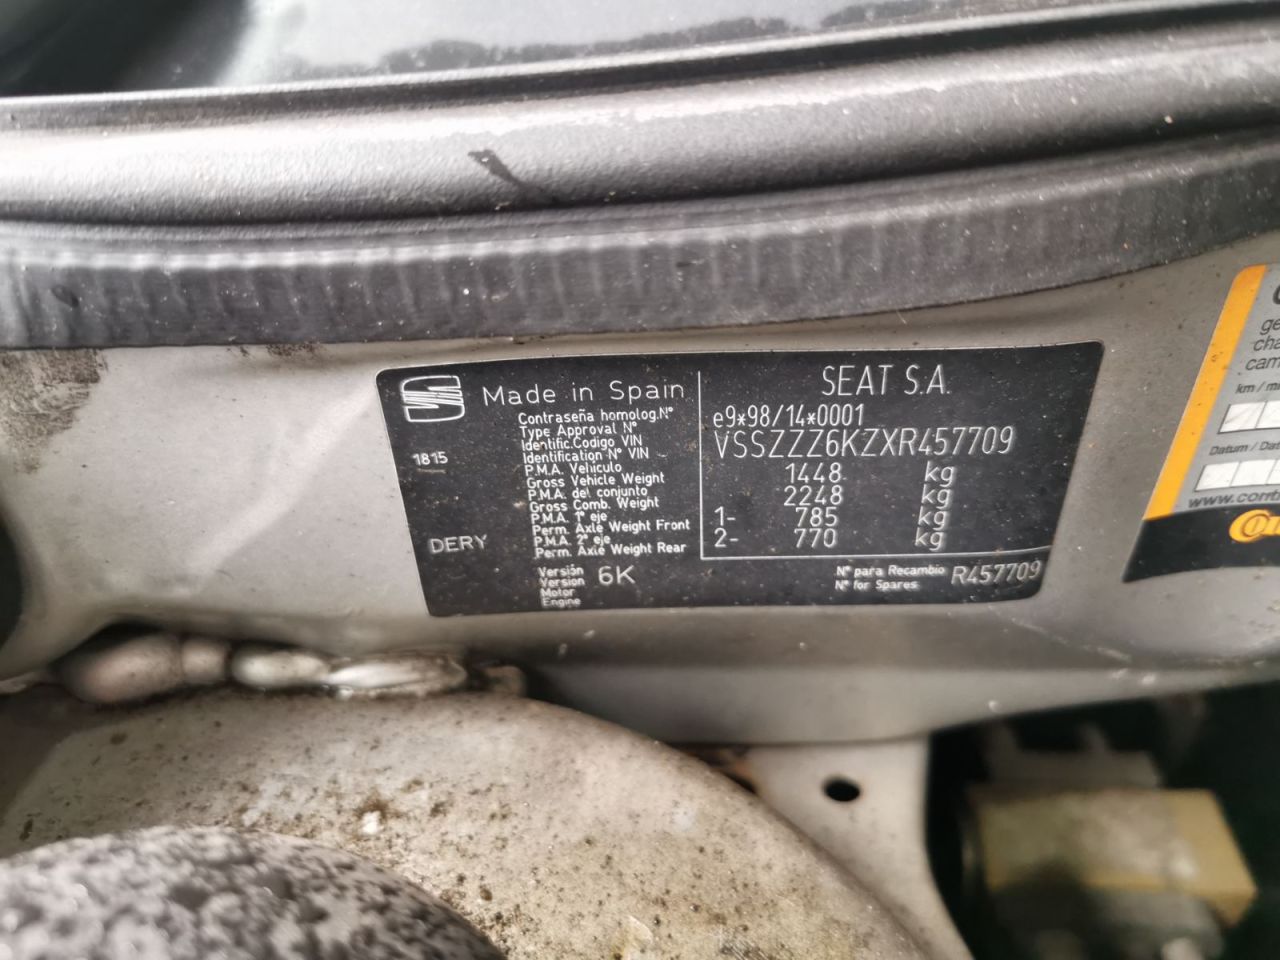 Made in Spain
SEAT S.A.
Contraseña homolog.Nº
Type Approval Nº
e9*98/14*0001
Identific.Codigo VIN
Identification Nº VIN
VSSZZZ6KZXR457709
1815
P.M.A. Vehiculo
Gross Vehicle Weight
1448 kg
P.M.A. del conjunto
Gross Comb. Weight
2248 kg
P.M.A. 1º eje
Perm. Axle Weight Front
1- 785 kg
P.M.A. 2º eje
Perm. Axle Weight Rear
2- 770 kg
DERY
Versión
Version
6K
Motor
Engine
Nº para Recambio
Nº for Spares
R457709
km / m
Datum / Da